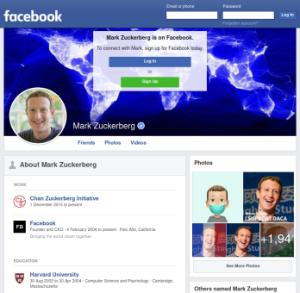 Email or phone
Password
facebook
Log In
Forgotten account?
Mark Zuckerberg is on Facebook.
To connect with Mark, sign up for Facebook today.
Log In
or
Sign Up
Mark Zuckerberg
Friends Photos Videos
About Mark Zuckerberg
WORK
Chan Zuckerberg Initiative
1 December 2015 to present
Facebook
Founder and CEO · 4 February 2004 to present · Palo Alto, California
Bringing the world closer together.
EDUCATION
Harvard University
30 Aug 2002 to 30 Apr 2004 · Computer Science and Psychology · Cambridge,
Massachusetts
Photos
SUPPORT DACA
See More Photos
Others named Mark Zuckerberg